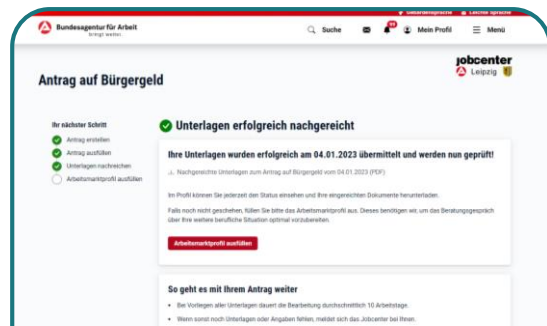 Gebärdensprache Leichte Sprache
Bundesagentur für Arbeit
bringt weiter.
Suche
Mein Profil
Menü
jobcenter
Leipzig
Antrag auf Bürgergeld
Ihr nächster Schritt
Antrag erstellen
Antrag ausfüllen
Unterlagen nachreichen
Arbeitsmarktprofil ausfüllen
Unterlagen erfolgreich nachgereicht
Ihre Unterlagen wurden erfolgreich am 04.01.2023 übermittelt und werden nun geprüft!
Nachgereichte Unterlagen zum Antrag auf Bürgergeld vom 04.01.2023 (PDF)
Im Profil können Sie jederzeit den Status einsehen und Ihre eingereichten Dokumente herunterladen.
Falls noch nicht geschehen, füllen Sie bitte das Arbeitsmarktprofil aus. Dieses benötigen wir, um das Beratungsgespräch
über Ihre weitere berufliche Situation optimal vorzubereiten.
Arbeitsmarktprofil ausfüllen
So geht es mit Ihrem Antrag weiter
Bei Vorliegen aller Unterlagen dauert die Bearbeitung durchschnittlich 10 Arbeitstage.
Wenn sonst noch Unterlagen oder Angaben fehlen, meldet sich das Jobcenter bei Ihnen.